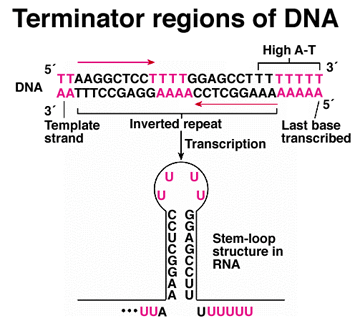 Terminator regions of DNA
High A-T
5´ 3´
TTAAGGCTCCTTTTGGAGCCTTTTTTTT
DNA
AATTTCCGAGGAAAACCTCGGAAAAAAAA
3´ 5´
Template strand
Inverted repeat
Last base transcribed
Transcription
U U
U U
C G
C G
U A
C G
G C
G C
A U
A U
Stem-loop
structure in
RNA
•••UUA UUUUUU